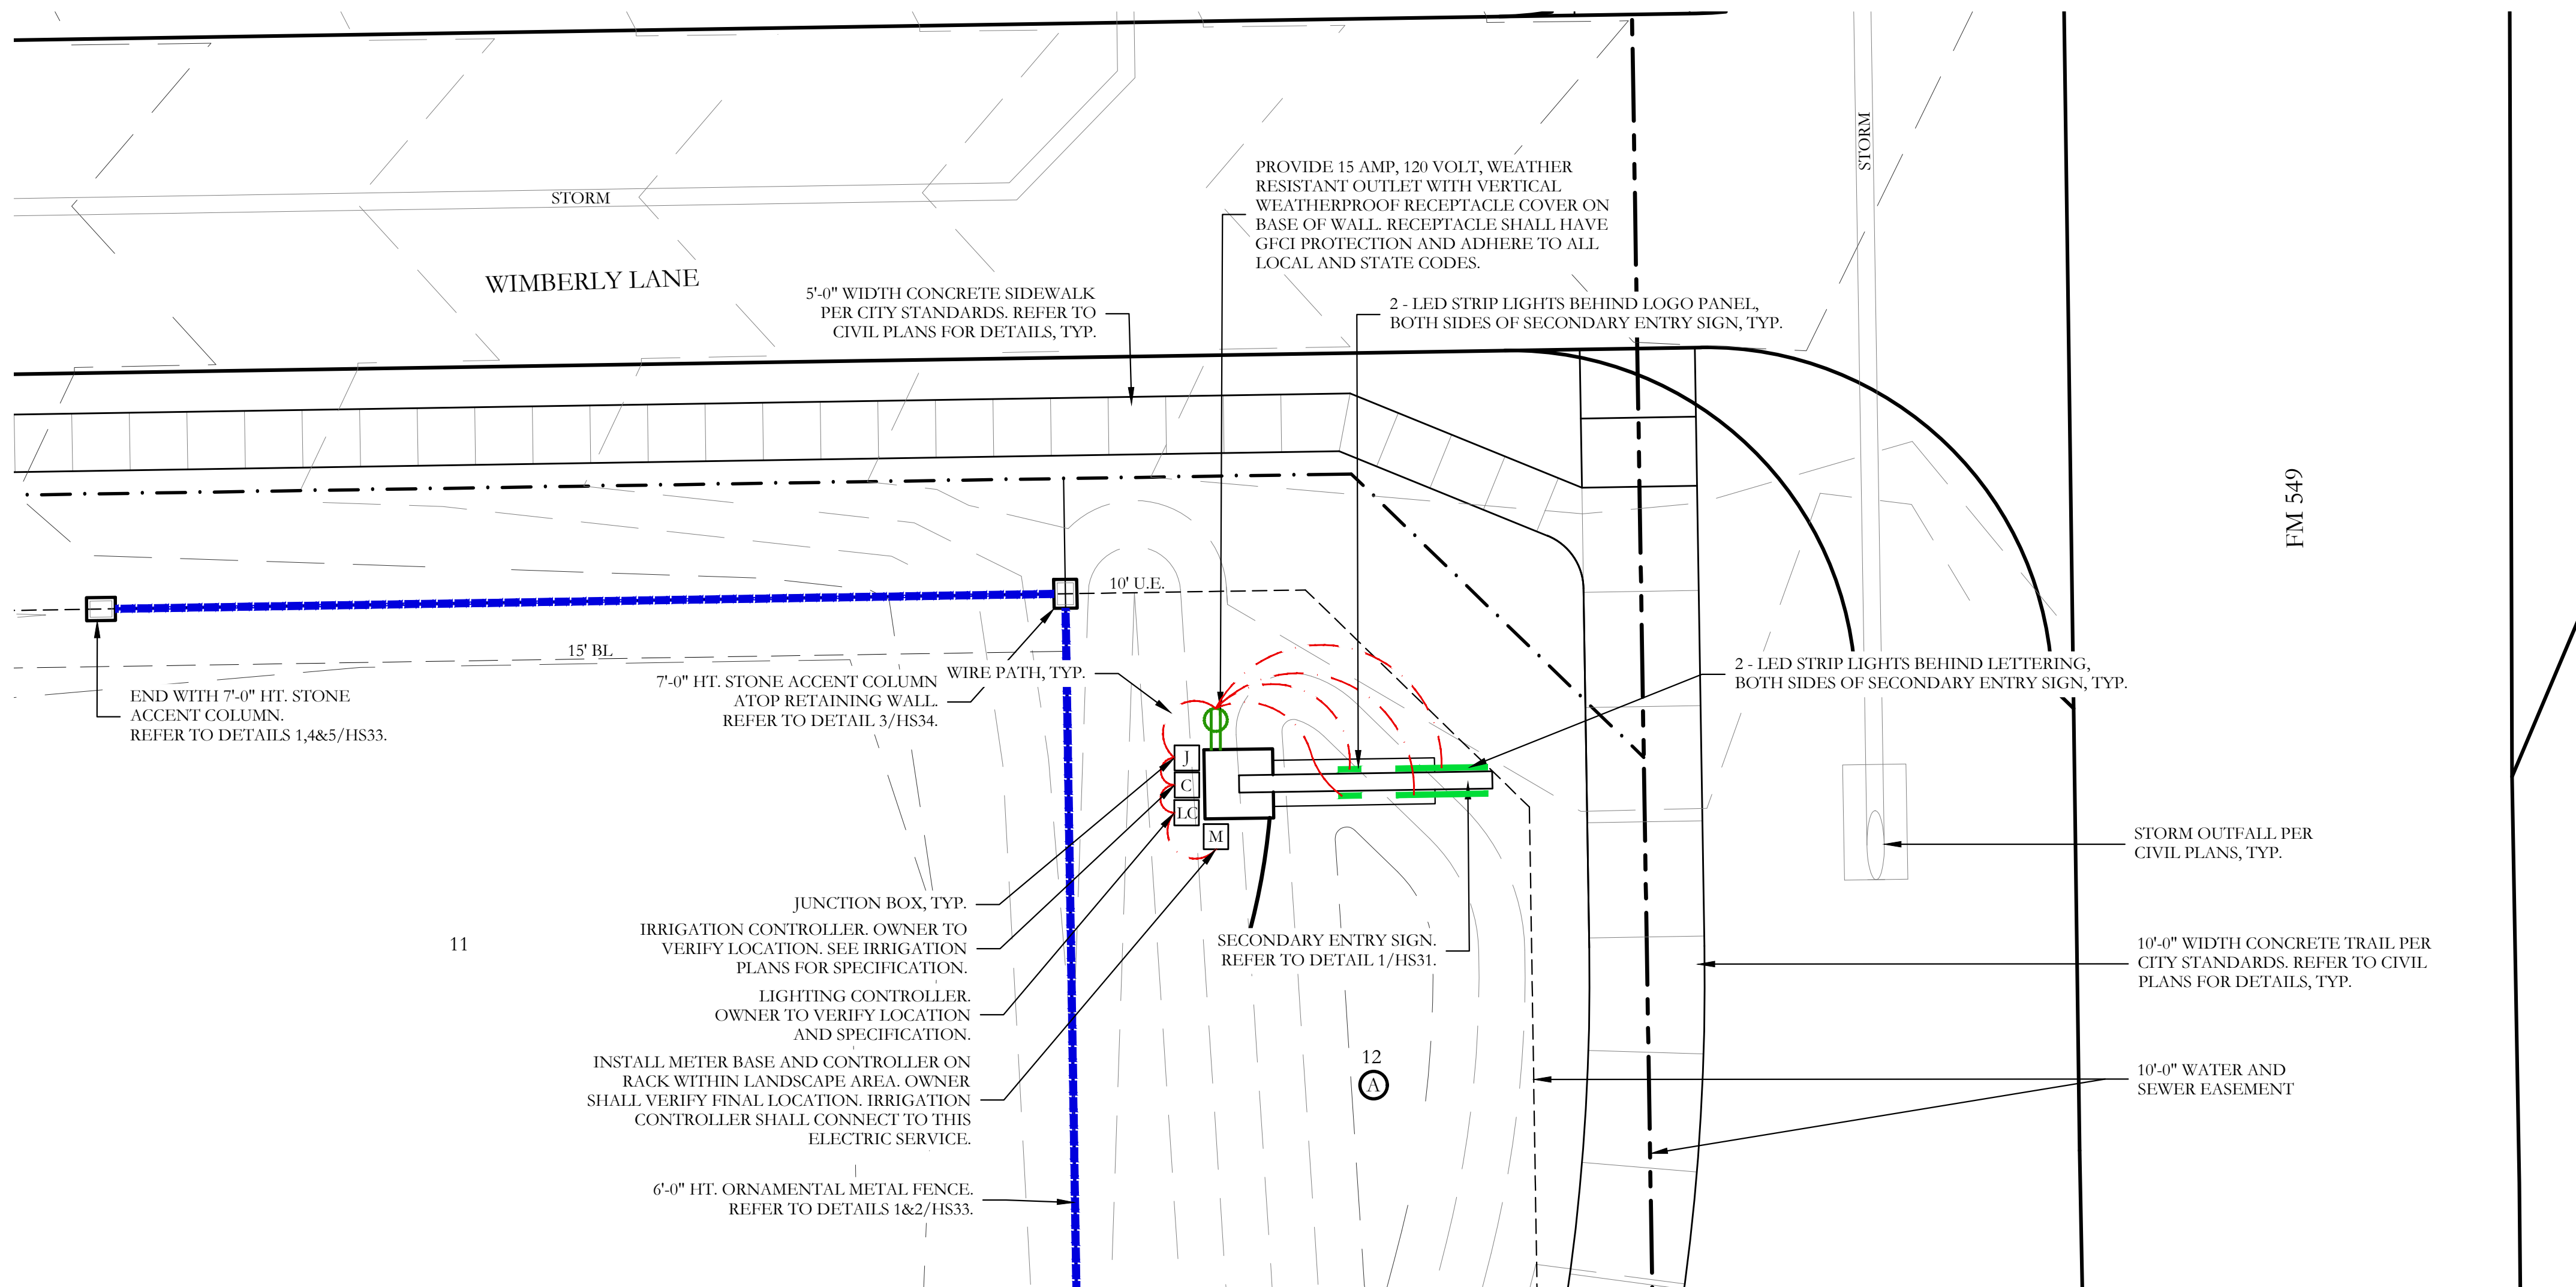 STORM
STORM
WIMBERLY LANE
PROVIDE 15 AMP, 120 VOLT, WEATHER
RESISTANT OUTLET WITH VERTICAL
WEATHERPROOF RECEPTACLE COVER ON
BASE OF WALL. RECEPTACLE SHALL HAVE
GFCI PROTECTION AND ADHERE TO ALL
LOCAL AND STATE CODES.
5'-0" WIDTH CONCRETE SIDEWALK
PER CITY STANDARDS. REFER TO
CIVIL PLANS FOR DETAILS, TYP.
2 - LED STRIP LIGHTS BEHIND LOGO PANEL,
BOTH SIDES OF SECONDARY ENTRY SIGN, TYP.
FM 549
10' U.E.
15' BL
END WITH 7'-0" HT. STONE
ACCENT COLUMN.
REFER TO DETAILS 1,4&5/HS33.
7'-0" HT. STONE ACCENT COLUMN
ATOP RETAINING WALL.
REFER TO DETAIL 3/HS34.
WIRE PATH, TYP.
2 - LED STRIP LIGHTS BEHIND LETTERING,
BOTH SIDES OF SECONDARY ENTRY SIGN, TYP.
J
C
LC
M
STORM OUTFALL PER
CIVIL PLANS, TYP.
JUNCTION BOX, TYP.
IRRIGATION CONTROLLER. OWNER TO
VERIFY LOCATION. SEE IRRIGATION
PLANS FOR SPECIFICATION.
LIGHTING CONTROLLER.
OWNER TO VERIFY LOCATION
AND SPECIFICATION.
INSTALL METER BASE AND CONTROLLER ON
RACK WITHIN LANDSCAPE AREA. OWNER
SHALL VERIFY FINAL LOCATION. IRRIGATION
CONTROLLER SHALL CONNECT TO THIS
ELECTRIC SERVICE.
6'-0" HT. ORNAMENTAL METAL FENCE.
REFER TO DETAILS 1&2/HS33.
11
SECONDARY ENTRY SIGN.
REFER TO DETAIL 1/HS31.
12
A
10'-0" WIDTH CONCRETE TRAIL PER
CITY STANDARDS. REFER TO CIVIL
PLANS FOR DETAILS, TYP.
10'-0" WATER AND
SEWER EASEMENT